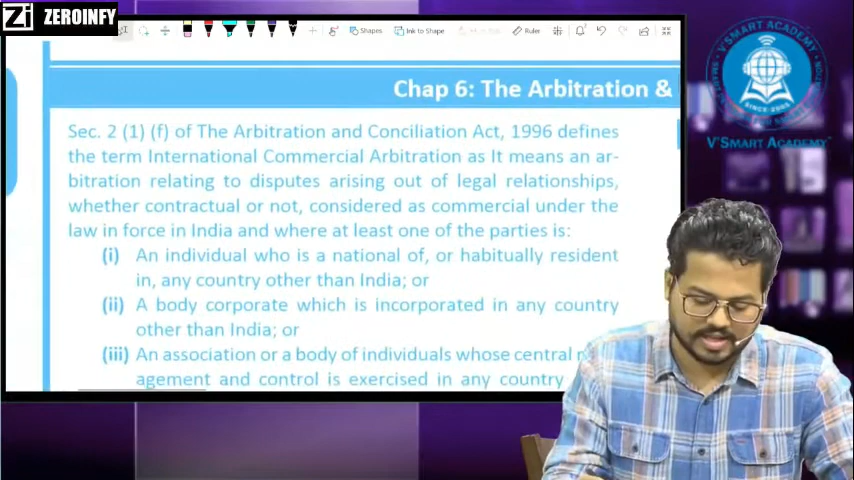 Zi ZEROINFY
Shapes
Ink to Shape
Ruler
V'SMART ACADEMY
SINCE-2005
V'SMART ACADEMY
Chap 6: The Arbitration &
Sec. 2 (1) (f) of The Arbitration and Conciliation Act, 1996 defines
the term International Commercial Arbitration as It means an ar-
bitration relating to disputes arising out of legal relationships,
whether contractual or not, considered as commercial under the
law in force in India and where at least one of the parties is:
(i) An individual who is a national of, or habitually resident
in, any country other than India; or
(ii) A body corporate which is incorporated in any country
other than India; or
(iii) An association or a body of individuals whose central
agement and control is exercised in any country